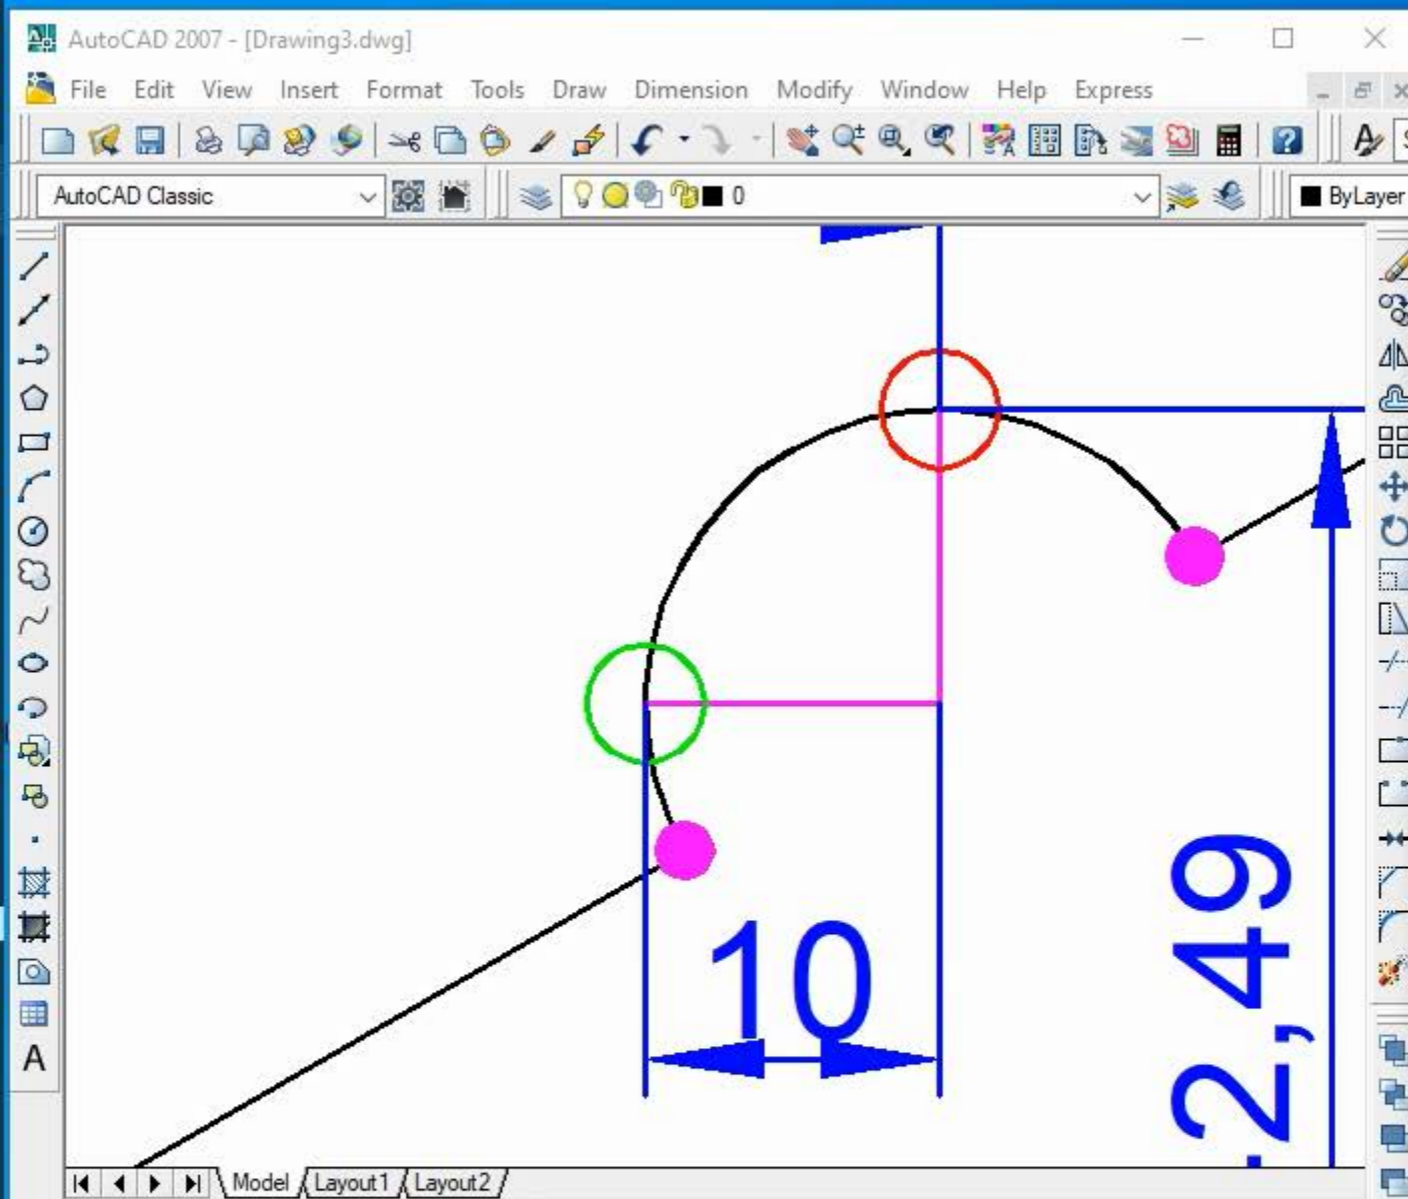 AutoCAD 2007 - [Drawing3.dwg]
File Edit View Insert Format Tools Draw Dimension Modify Window Help Express
AutoCAD Classic 0 ByLayer
10
2,49
A
Model Layout1 Layout2